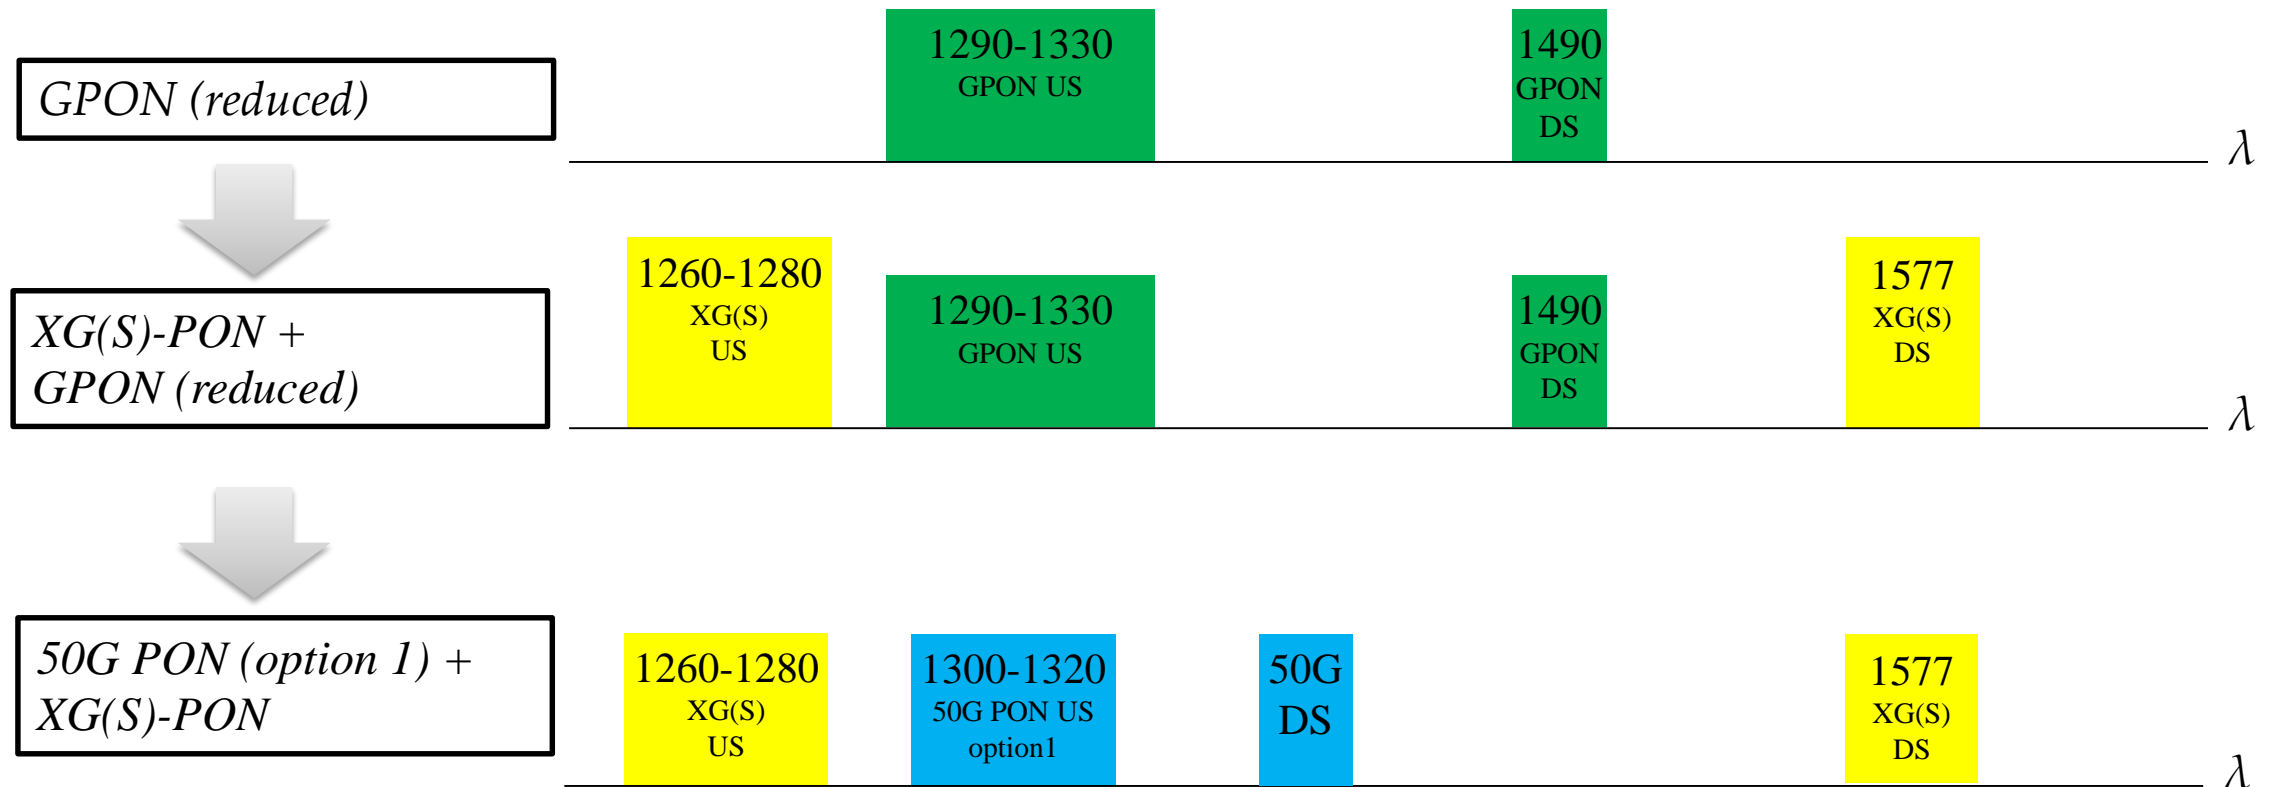 GPON (reduced)
1290-1330
GPON US
1490
GPON
DS
λ
XG(S)-PON +
GPON (reduced)
1260-1280
XG(S)
US
1290-1330
GPON US
1490
GPON
DS
1577
XG(S)
DS
λ
50G PON (option 1) +
XG(S)-PON
1260-1280
XG(S)
US
1300-1320
50G PON US
option1
50G
DS
1577
XG(S)
DS
λ